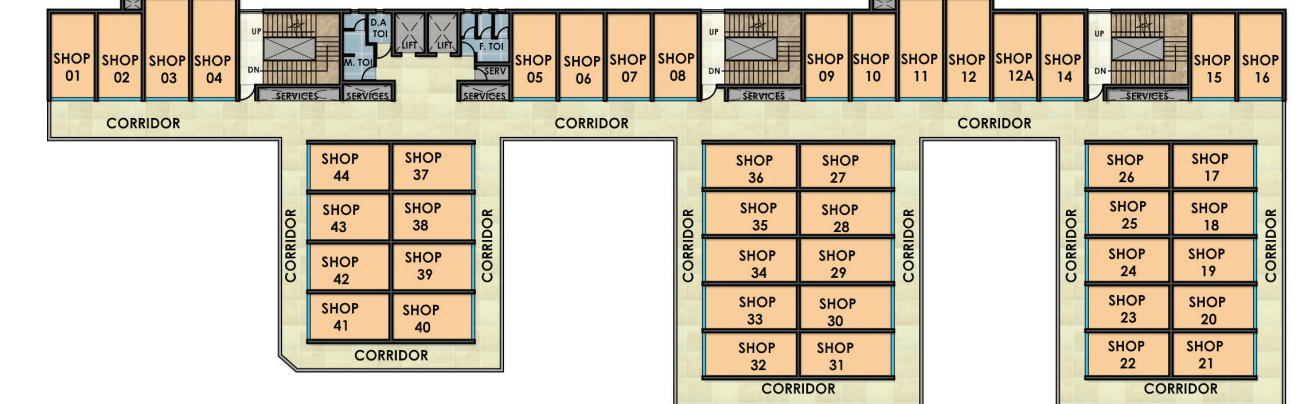 SHOP
01
SHOP
02
SHOP
03
SHOP
04
UP
DN
SERVICES
D.A
TOI
M. TOI
SERVICES
LIFT
LIFT
F. TOI
SERV
SERVICES
SHOP
05
SHOP
06
SHOP
07
SHOP
08
UP
DN
SERVICES
SHOP
09
SHOP
10
SHOP
11
SHOP
12
SHOP
12A
SHOP
14
UP
DN
SERVICES
SHOP
15
SHOP
16
CORRIDOR
CORRIDOR
CORRIDOR
SHOP
44
SHOP
37
SHOP
43
SHOP
38
SHOP
42
SHOP
39
SHOP
41
SHOP
40
CORRIDOR
CORRIDOR
CORRIDOR
SHOP
36
SHOP
27
SHOP
35
SHOP
28
SHOP
34
SHOP
29
SHOP
33
SHOP
30
SHOP
32
SHOP
31
CORRIDOR
CORRIDOR
CORRIDOR
SHOP
26
SHOP
17
SHOP
25
SHOP
18
SHOP
24
SHOP
19
SHOP
23
SHOP
20
SHOP
22
SHOP
21
CORRIDOR
CORRIDOR
CORRIDOR